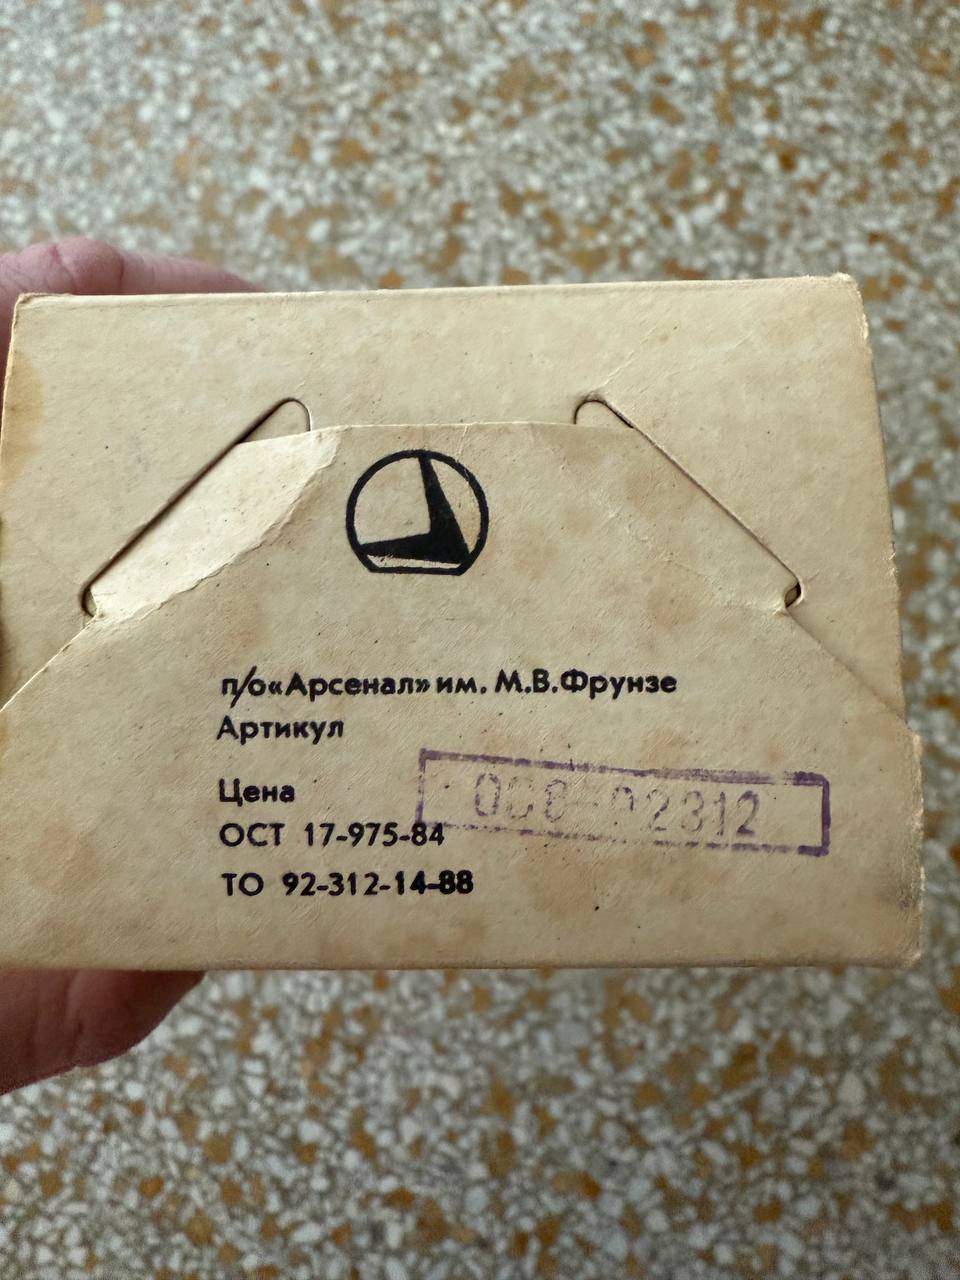 п/о«Арсенал» им. М.В.Фрунзе
Артикул
Цена
ОСТ 17-975-84
ТО 92-312-14-88